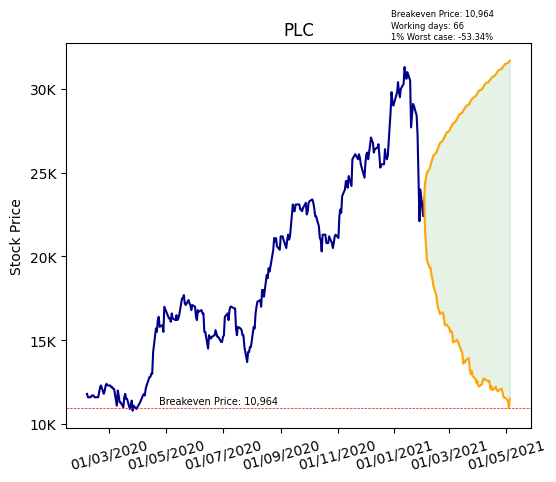 Breakeven Price: 10,964
Working days: 66
1% Worst case: -53.34%
PLC
Stock Price
30K
25K
20K
15K
10K
Breakeven Price: 10,964
01/03/2020
01/05/2020
01/07/2020
01/09/2020
01/11/2020
01/01/2021
01/03/2021
01/05/2021